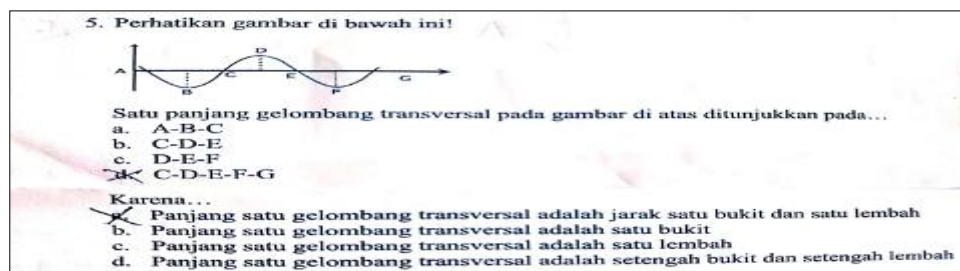 5. Perhatikan gambar di bawah ini!
D
A C E G
B F
Satu panjang gelombang transversal pada gambar di atas ditunjukkan pada...
a. A-B-C
b. C-D-E
c. D-E-F
d. C-D-E-F-G
Karena...
a. Panjang satu gelombang transversal adalah jarak satu bukit dan satu lembah
b. Panjang satu gelombang transversal adalah satu bukit
c. Panjang satu gelombang transversal adalah satu lembah
d. Panjang satu gelombang transversal adalah setengah bukit dan setengah lembah